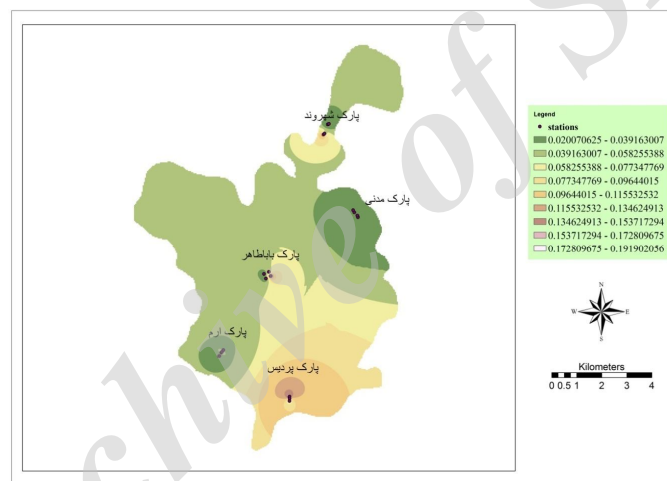 پارک شهروند
پارک مدنی
پارک باباطاهر
پارک ارم
پارک پردیس
Legend
stations
0.020070625 - 0.039163007
0.039163007 - 0.058255388
0.058255388 - 0.077347769
0.077347769 - 0.09644015
0.09644015 - 0.115532532
0.115532532 - 0.134624913
0.134624913 - 0.153717294
0.153717294 - 0.172809675
0.172809675 - 0.191902056
N
W E
S
Kilometers
0 0.5 1 2 3 4